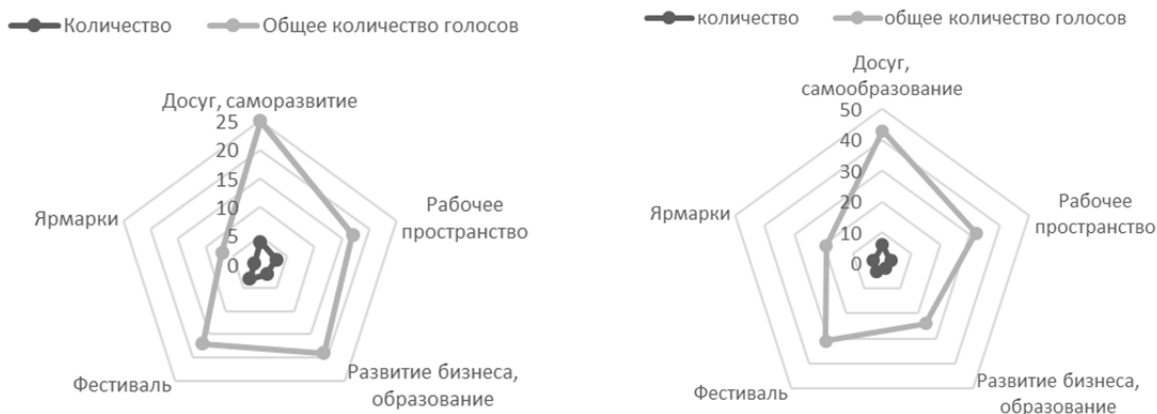 Количество
Общее количество голосов
Досуг, саморазвитие
25
20
15
10
5
0
Рабочее
пространство
Развитие бизнеса,
образование
Фестиваль
Ярмарки
количество
общее количество голосов
Досуг,
самообразование
50
40
30
20
10
0
Рабочее
пространство
Развитие бизнеса,
образование
Фестиваль
Ярмарки